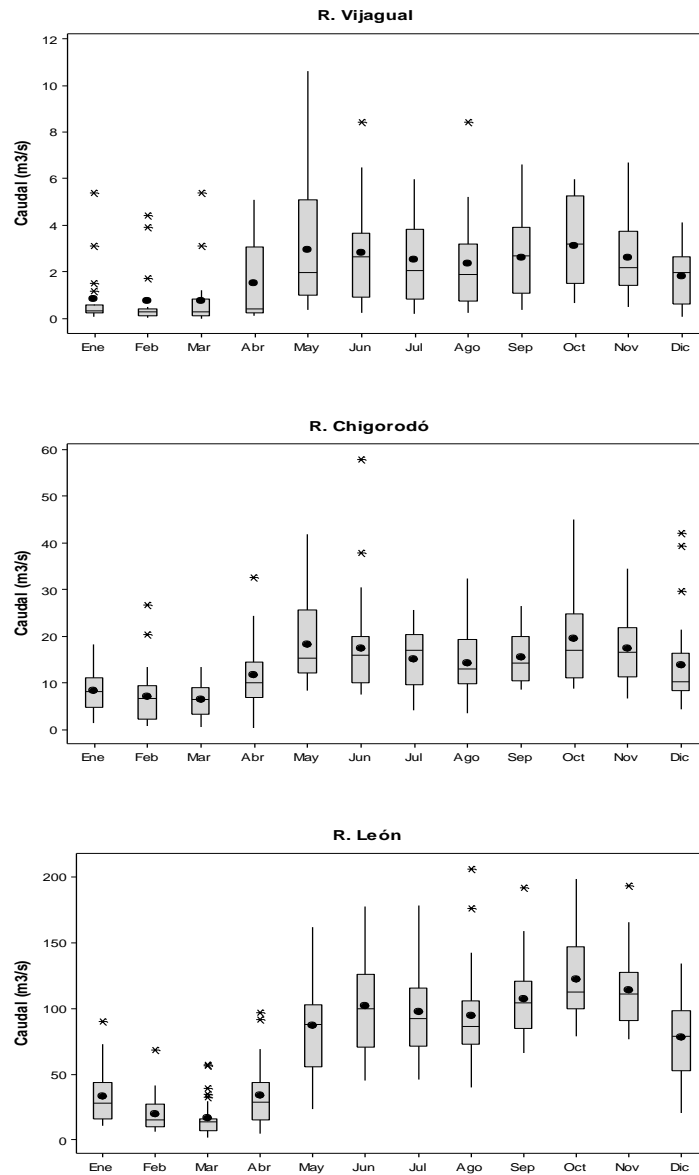 R. Vijagual
12
10
8
6
4
2
0
Caudal (m3/s)
Ene Feb Mar Abr May Jun Jul Ago Sep Oct Nov Dic
R. Chigorodó
60
50
40
30
20
10
0
Caudal (m3/s)
Ene Feb Mar Abr May Jun Jul Ago Sep Oct Nov Dic
R. León
200
150
100
50
0
Caudal (m3/s)
Ene Feb Mar Abr May Jun Jul Ago Sep Oct Nov Dic